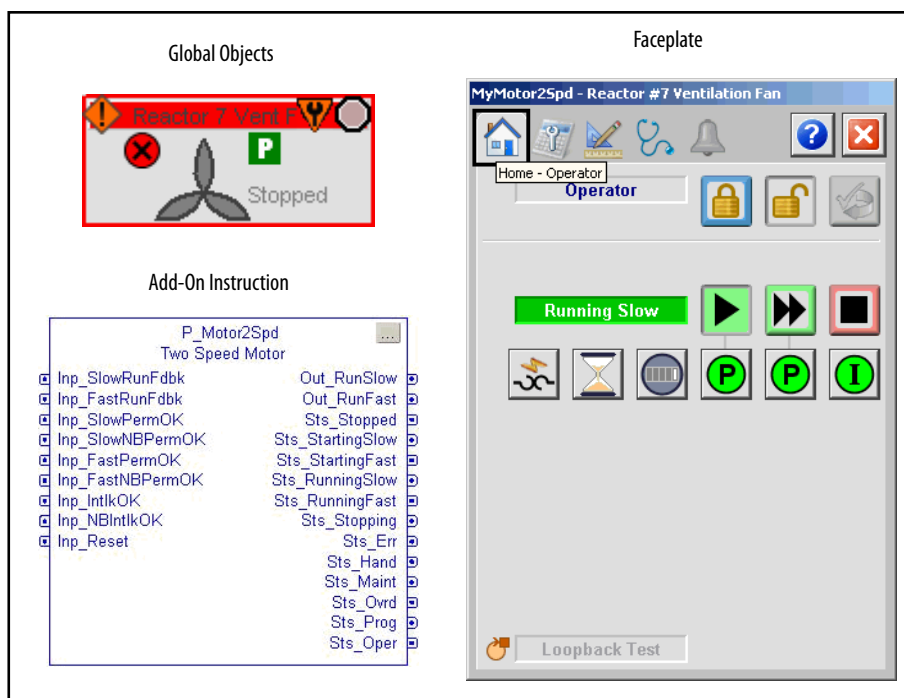 Global Objects
Reactor 7 Vent F
P
Stopped
Add-On Instruction
P_Motor2Spd
...
Two Speed Motor
Inp_SlowRunFdbk
Out_RunSlow
Inp_FastRunFdbk
Out_RunFast
Inp_SlowPermOK
Sts_Stopped
Inp_SlowNBPermOK
Sts_StartingSlow
Inp_FastPermOK
Sts_StartingFast
Inp_FastNBPermOK
Sts_RunningSlow
Inp_IntlkOK
Sts_RunningFast
Inp_NBIntlkOK
Sts_Stopping
Inp_Reset
Sts_Err
Sts_Hand
Sts_Maint
Sts_Ovrd
Sts_Prog
Sts_Oper
Faceplate
MyMotor2Spd - Reactor #7 Ventilation Fan
?
Home - Operator
Operator
Running Slow
P
P
I
Loopback Test